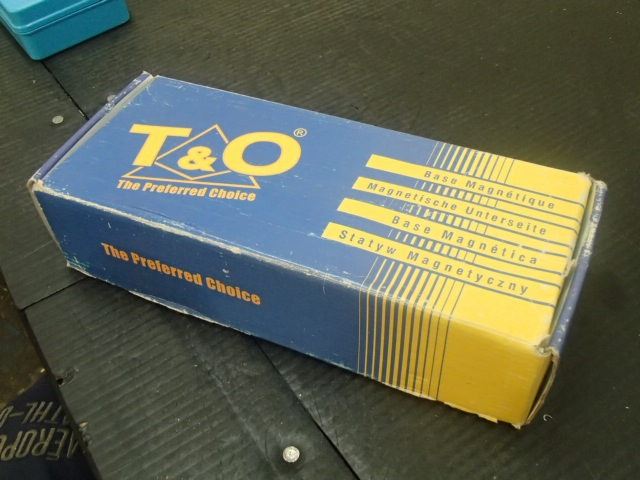 T&O®
The Preferred Choice
Base Magnétique
Magnetische Unterseite
Base Magnética
Statyw Magnetyczny
The Preferred Choice